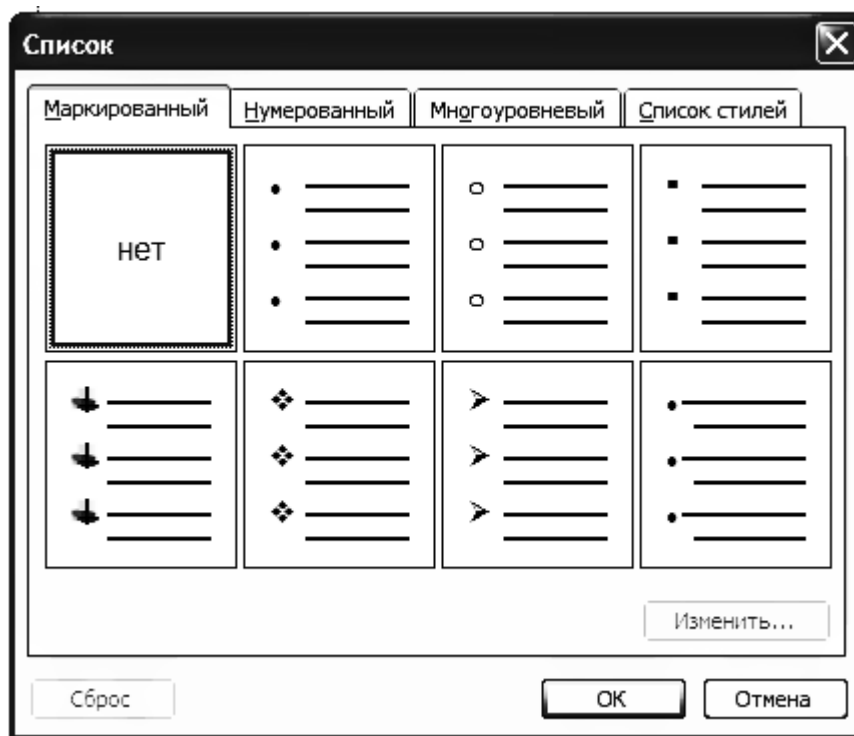 Список
Маркированный Нумерованный Многоуровневый Список стилей
нет
Изменить...
Сброс ОК Отмена